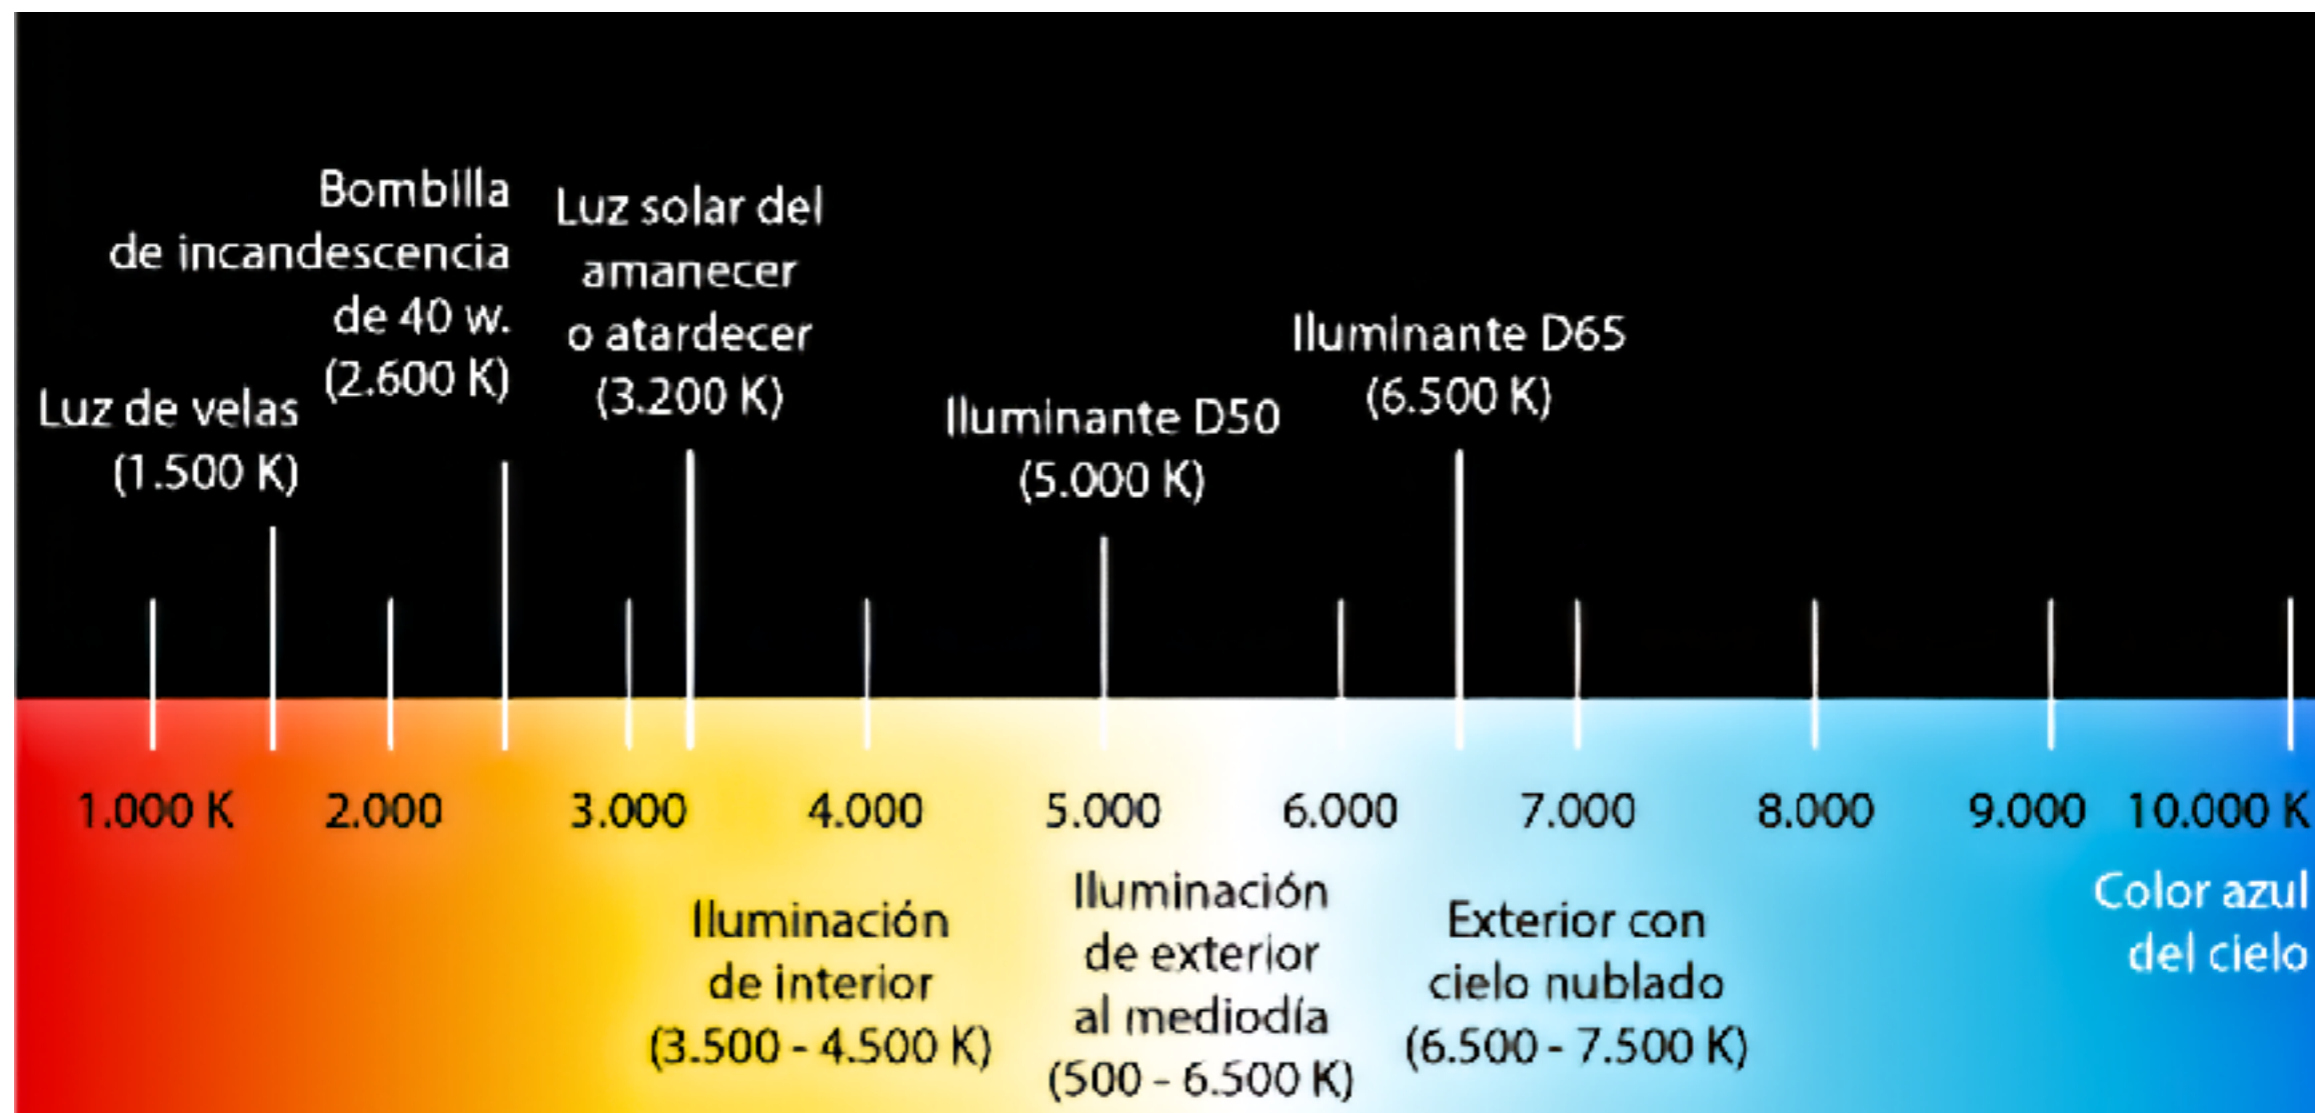 Bombilla
de incandescencia
de 40 w.
(2.600 K)
Luz solar del
amanecer
o atardecer
(3.200 K)
Luz de velas
(1.500 K)
Iluminante D50
(5.000 K)
Iluminante D65
(6.500 K)
1.000 K 2.000 3.000 4.000 5.000 6.000 7.000 8.000 9.000 10.000 K
Iluminación
de interior
(3.500 - 4.500 K)
Iluminación
de exterior
al mediodía
(500 - 6.500 K)
Exterior con
cielo nublado
(6.500 - 7.500 K)
Color azul
del cielo